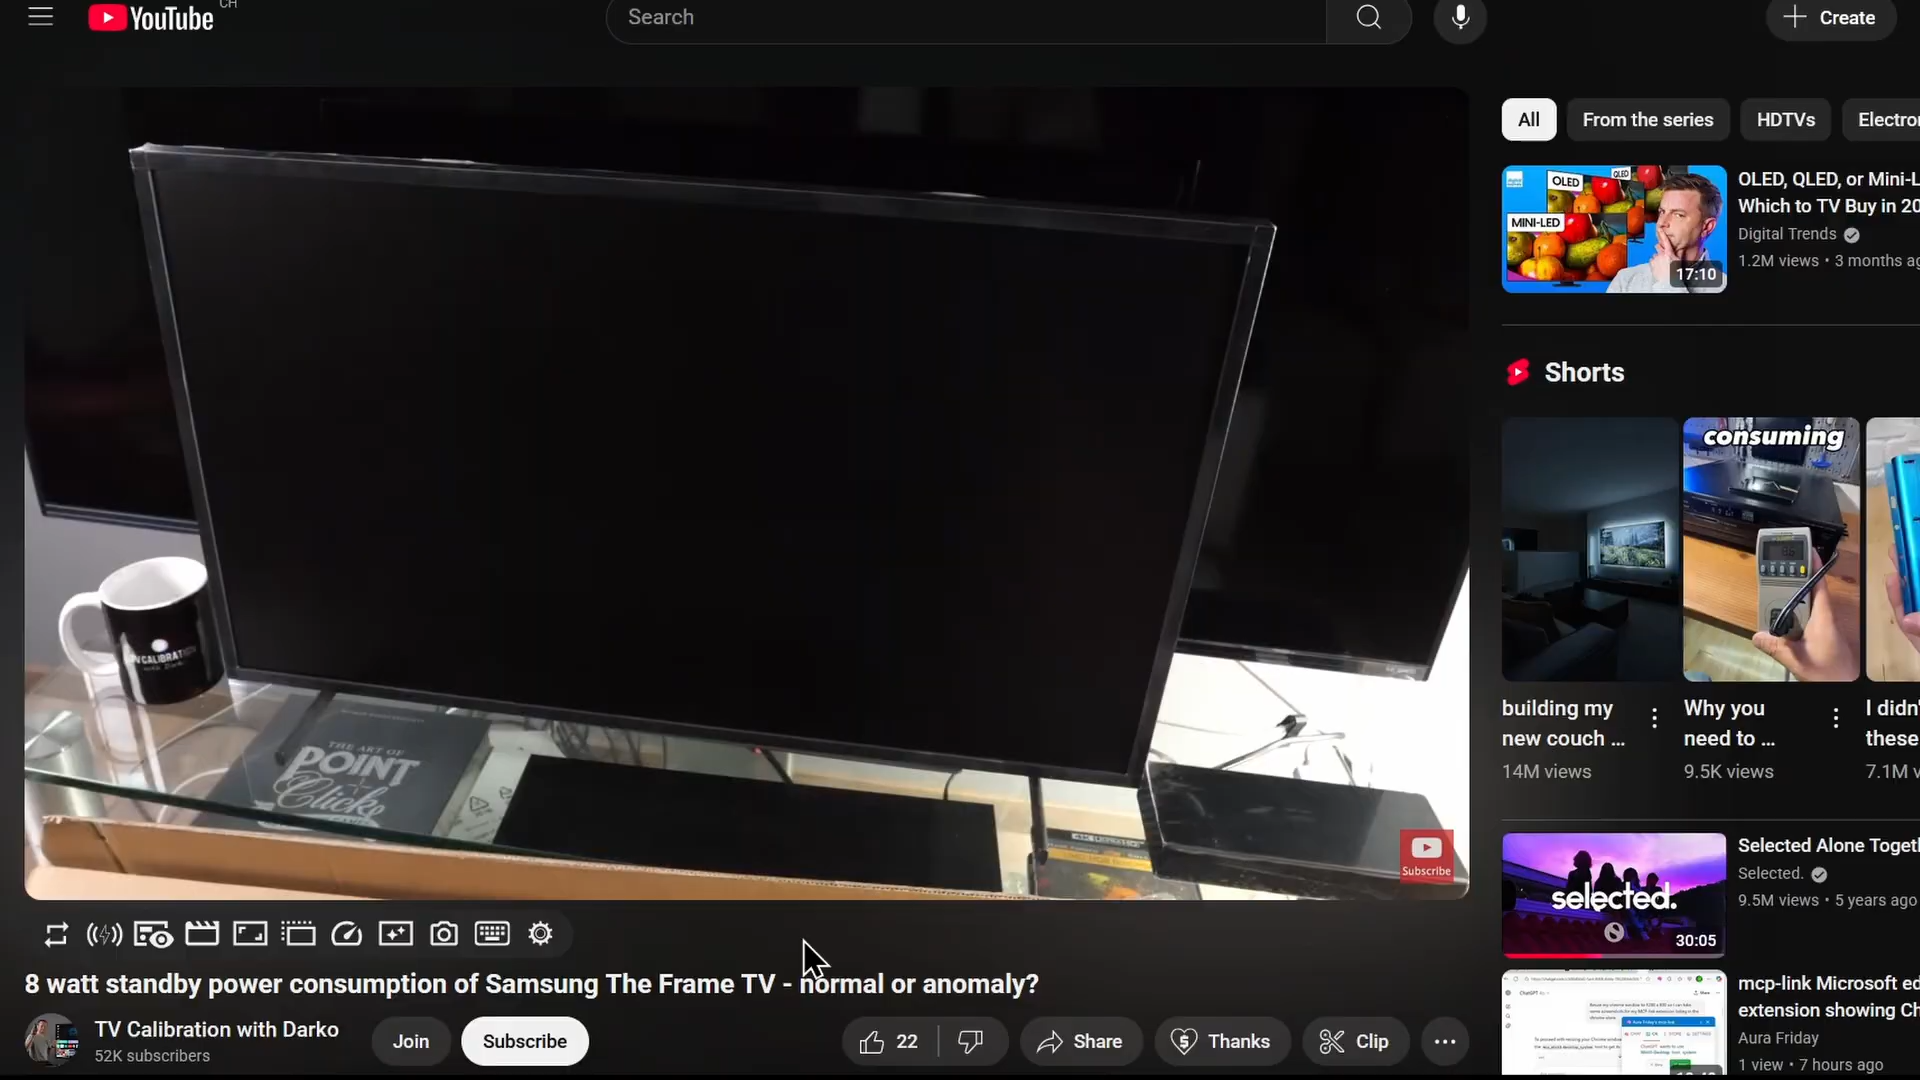 YouTube
CH
Search
Create
All
From the series
HDTVs
Electro
OLED
QLED
MINI-LED
17:10
OLED, QLED, or Mini-L
Which to TV Buy in 20
Digital Trends
1.2M views • 3 months ag
Shorts
consuming
building my
new couch ...
14M views
Why you
need to ...
9.5K views
I didn'
these
7.1M v
THE ART OF
POINT
Click
GAMES
Subscribe
selected.
30:05
Selected Alone Togetl
Selected.
9.5M views • 5 years ago
8 watt standby power consumption of Samsung The Frame TV - normal or anomaly?
TV Calibration with Darko
52K subscribers
Join
Subscribe
22
Share
Thanks
Clip
ChatGPT
mcp-link Microsoft ed
extension showing Ch
Aura Friday
1 view • 7 hours ago